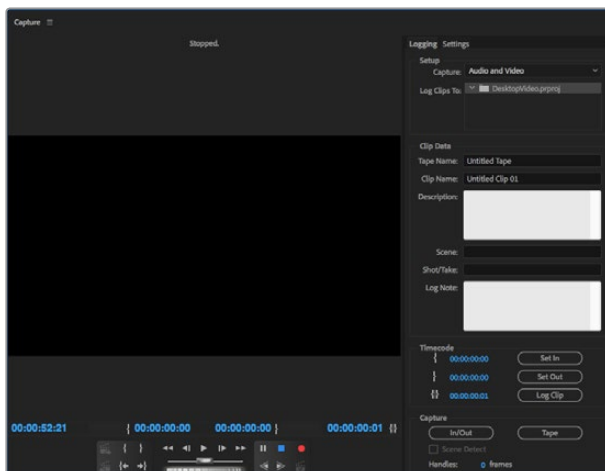 Capture
Stopped.
Logging Settings
Setup
Capture: Audio and Video
Log Clips To: DesktopVideo.prproj
Clip Data
Tape Name: Untitled Tape
Clip Name: Untitled Clip 01
Description:
Scene:
Shot/Take:
Log Note:
Timecode
{ 00:00:00:00 Set In
} 00:00:00:00 Set Out
{} 00:00:00:01 Log Clip
00:00:52:21 { 00:00:00:00 00:00:00:00 } 00:00:00:01 {}
Capture
In/Out Tape
Scene Detect
Handles: 0 frames